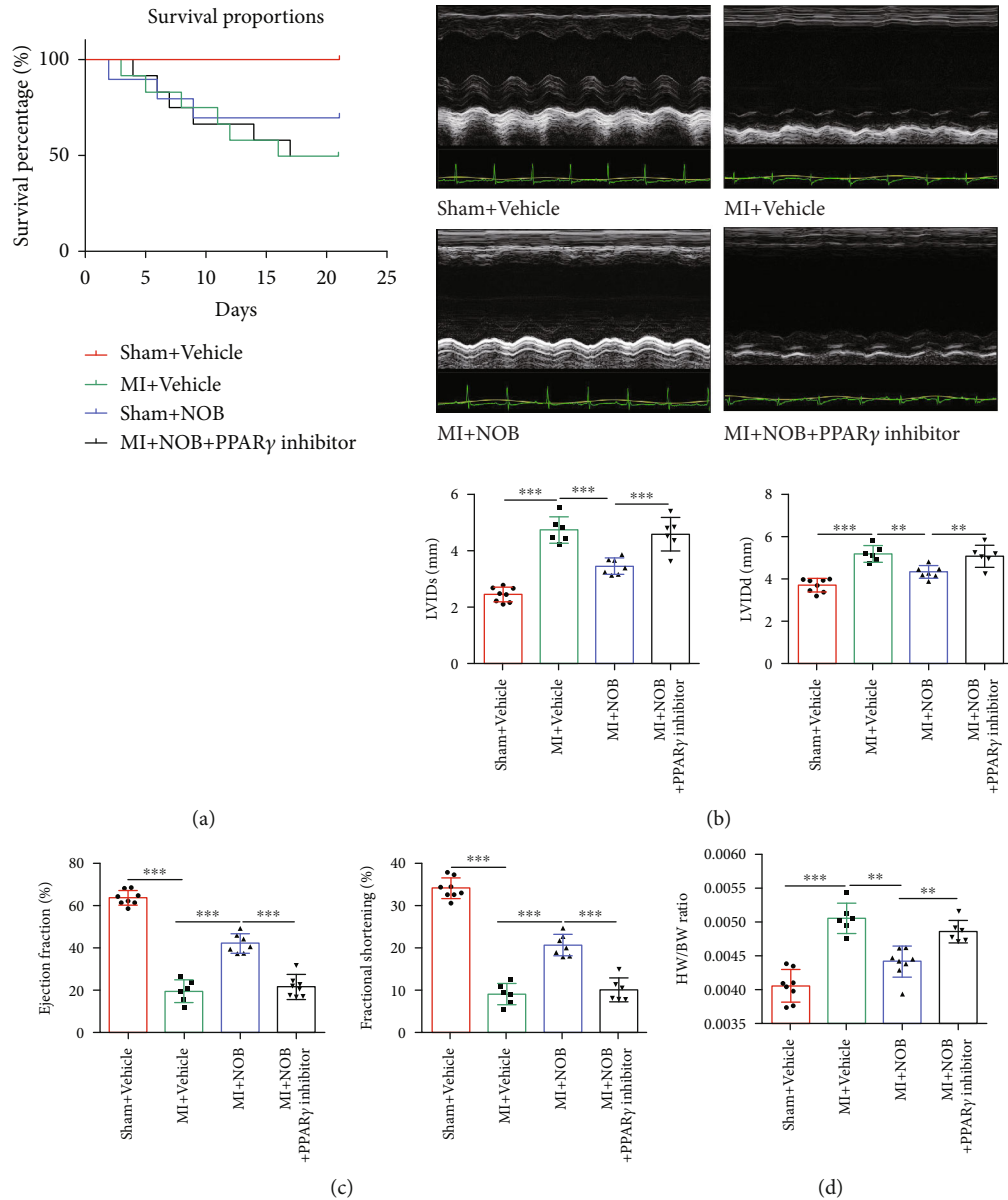 Survival proportions
Survival percentage (%)
100
50
0
0 5 10 15 20 25
Days
Sham+Vehicle
MI+Vehicle
Sham+NOB
MI+NOB+PPARγ inhibitor
(a)
Sham+Vehicle
MI+Vehicle
MI+NOB
MI+NOB+PPARγ inhibitor
LVIDs (mm)
6
4
2
0
*** *** ***
Sham+Vehicle
MI+Vehicle
MI+NOB
MI+NOB
+PPARγ inhibitor
LVIDd (mm)
8
6
4
2
0
*** ** **
Sham+Vehicle
MI+Vehicle
MI+NOB
MI+NOB
+PPARγ inhibitor
(b)
Ejection fraction (%)
80
60
40
20
0
***
*** ***
Sham+Vehicle
MI+Vehicle
MI+NOB
MI+NOB
+PPARγ inhibitor
Fractional shortening (%)
40
30
20
10
0
***
*** ***
Sham+Vehicle
MI+Vehicle
MI+NOB
MI+NOB
+PPARγ inhibitor
(c)
HW/BW ratio
0.0060
0.0055
0.0050
0.0045
0.0040
0.0035
*** **
**
Sham+Vehicle
MI+Vehicle
MI+NOB
MI+NOB
+PPARγ inhibitor
(d)